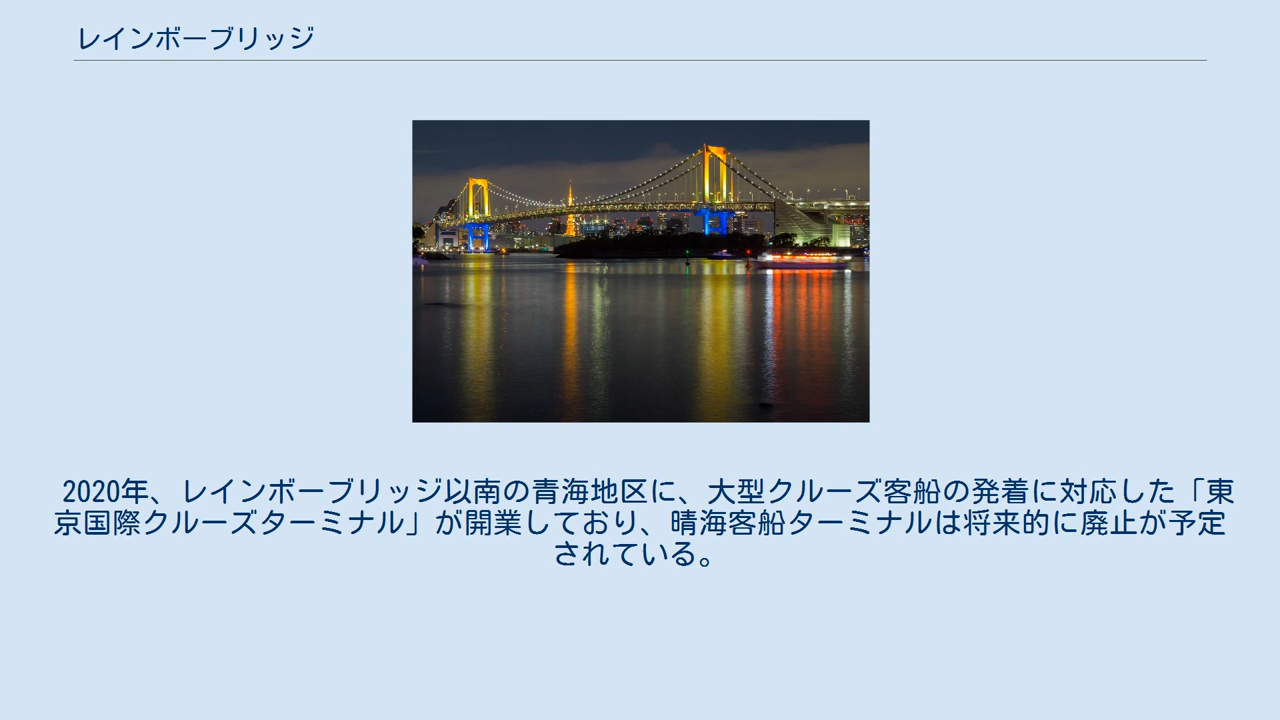 レインボーブリッジ
2020年、レインボーブリッジ以南の青海地区に、大型クルーズ客船の発着に対応した「東
京国際クルーズターミナル」が開業しており、晴海客船ターミナルは将来的に廃止が予定
されている。